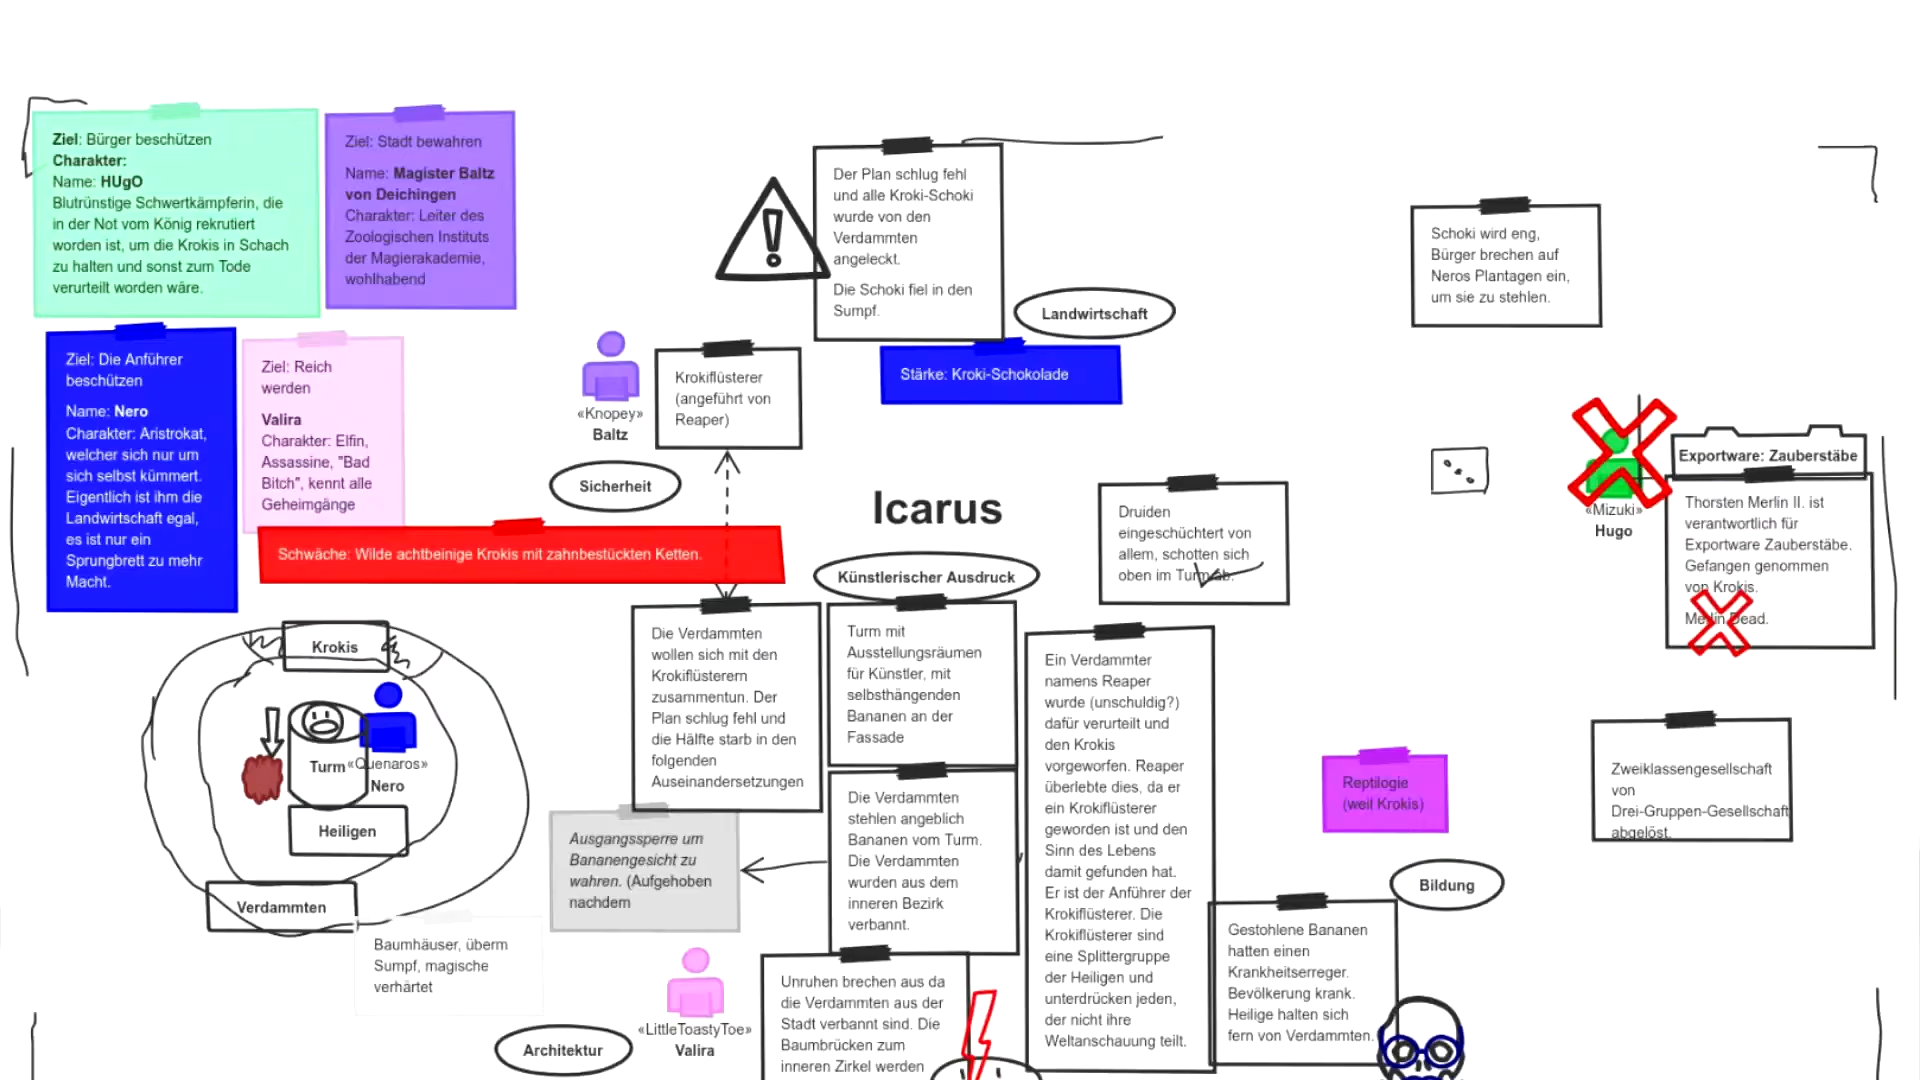 Ziel: Bürger beschützen
Charakter:
Name: HUgO
Blutrünstige Schwertkämpferin, die
in der Not vom König rekrutiert
worden ist, um die Krokis in Schach
zu halten und sonst zum Tode
verurteilt worden wäre.
Ziel: Stadt bewahren
Name: Magister Baltz
von Deichingen
Charakter: Leiter des
Zoologischen Instituts
der Magierakademie,
wohlhabend
Ziel: Die Anführer
beschützen
Name: Nero
Charakter: Aristrokat,
welcher sich nur um
sich selbst kümmert.
Eigentlich ist ihm die
Landwirtschaft egal,
es ist nur ein
Sprungbrett zu mehr
Macht.
Ziel: Reich
werden
Valira
Charakter: Elfin,
Assassine, "Bad
Bitch", kennt alle
Geheimgänge
Schwäche: Wilde achtbeinige Krokis mit zahnbestückten Ketten.
Der Plan schlug fehl
und alle Kroki-Schoki
wurde von den
Verdammten
angeleckt.
Die Schoki fiel in den
Sumpf.
Landwirtschaft
Stärke: Kroki-Schokolade
«Knopey»
Baltz
Krokiflüsterer
(angeführt von
Reaper)
Sicherheit
Icarus
Künstlerischer Ausdruck
Schoki wird eng,
Bürger brechen auf
Neros Plantagen ein,
um sie zu stehlen.
Druiden
eingeschüchtert von
allem, schotten sich
oben im Turm ab.
«Mizuki»
Hugo
Exportware: Zauberstäbe
Thorsten Merlin II. ist
verantwortlich für
Exportware Zauberstäbe.
Gefangen genommen
von Krokis.
Merlin Dead.
Krokis
Turm
«Quenaros»
Nero
Heiligen
Verdammten
Baumhäuser, überm
Sumpf, magische
verhärtet
Die Verdammten
wollen sich mit den
Krokiflüsterern
zusammentun. Der
Plan schlug fehl und
die Hälfte starb in den
folgenden
Auseinandersetzungen
Turm mit
Ausstellungsräumen
für Künstler, mit
selbsthängenden
Bananen an der
Fassade
Ausgangssperre um
Bananengesicht zu
wahren. (Aufgehoben
nachdem
Die Verdammten
stehlen angeblich
Bananen vom Turm.
Die Verdammten
wurden aus dem
inneren Bezirk
verbannt.
Ein Verdammter
namens Reaper
wurde (unschuldig?)
dafür verurteilt und
den Krokis
vorgeworfen. Reaper
überlebte dies, da er
ein Krokiflüsterer
geworden ist und den
Sinn des Lebens
damit gefunden hat.
Er ist der Anführer der
Krokiflüsterer. Die
Krokiflüsterer sind
eine Splittergruppe
der Heiligen und
unterdrücken jeden,
der nicht ihre
Weltanschauung teilt.
Reptilogie
(weil Krokis)
Zweiklassengesellschaft
von
Drei-Gruppen-Gesellschaft
abgelöst.
Bildung
Gestohlene Bananen
hatten einen
Krankheitserreger.
Bevölkerung krank.
Heilige halten sich
fern von Verdammten.
«LittleToastyToe»
Valira
Architektur
Unruhen brechen aus da
die Verdammten aus der
Stadt verbannt sind. Die
Baumbrücken zum
inneren Zirkel werden